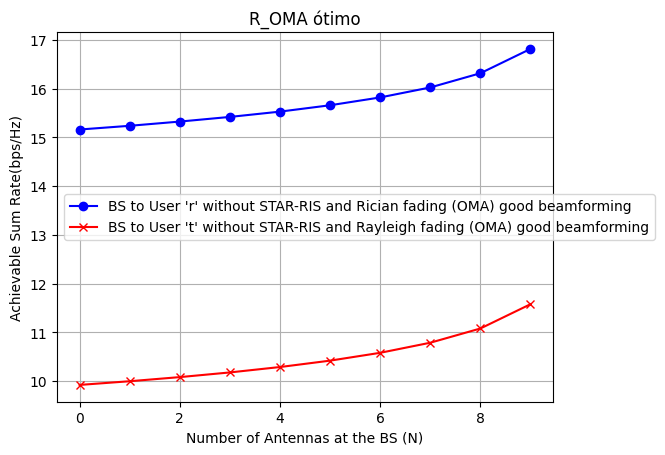 R_OMA ótimo
Achievable Sum Rate(bps/Hz)
17
16
15
14
13
12
11
10
BS to User 'r' without STAR-RIS and Rician fading (OMA) good beamforming
BS to User 't' without STAR-RIS and Rayleigh fading (OMA) good beamforming
0 2 4 6 8
Number of Antennas at the BS (N)